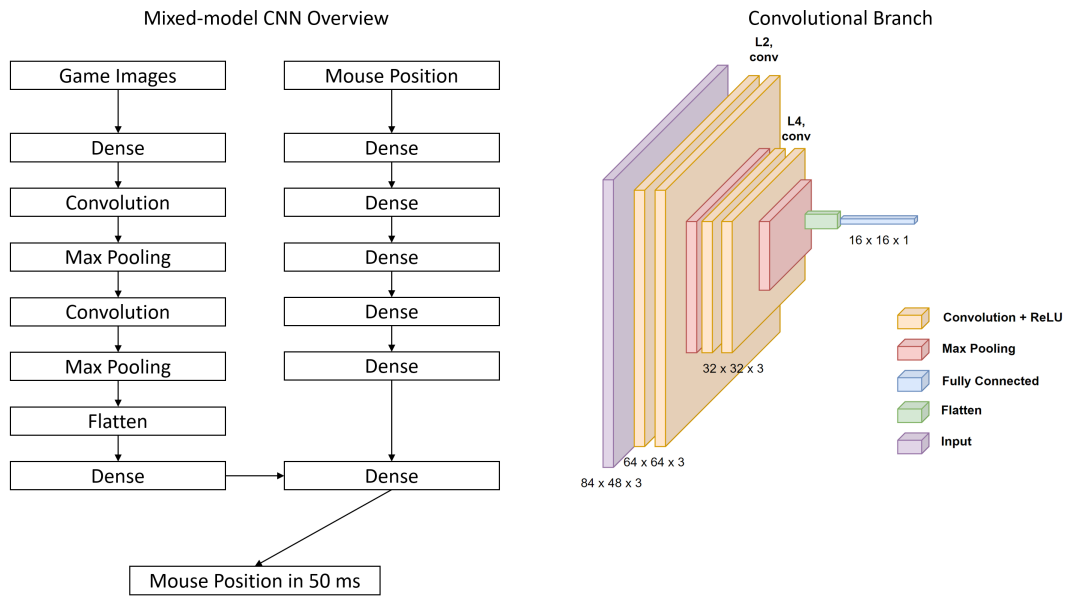 Mixed-model CNN Overview
Game Images
Mouse Position
Dense
Dense
Convolution
Dense
Max Pooling
Dense
Convolution
Dense
Max Pooling
Dense
Flatten
Dense
Dense
Mouse Position in 50 ms
Convolutional Branch
L2,
conv
L4,
conv
16 x 16 x 1
32 x 32 x 3
64 x 64 x 3
84 x 48 x 3
Convolution + ReLU
Max Pooling
Fully Connected
Flatten
Input